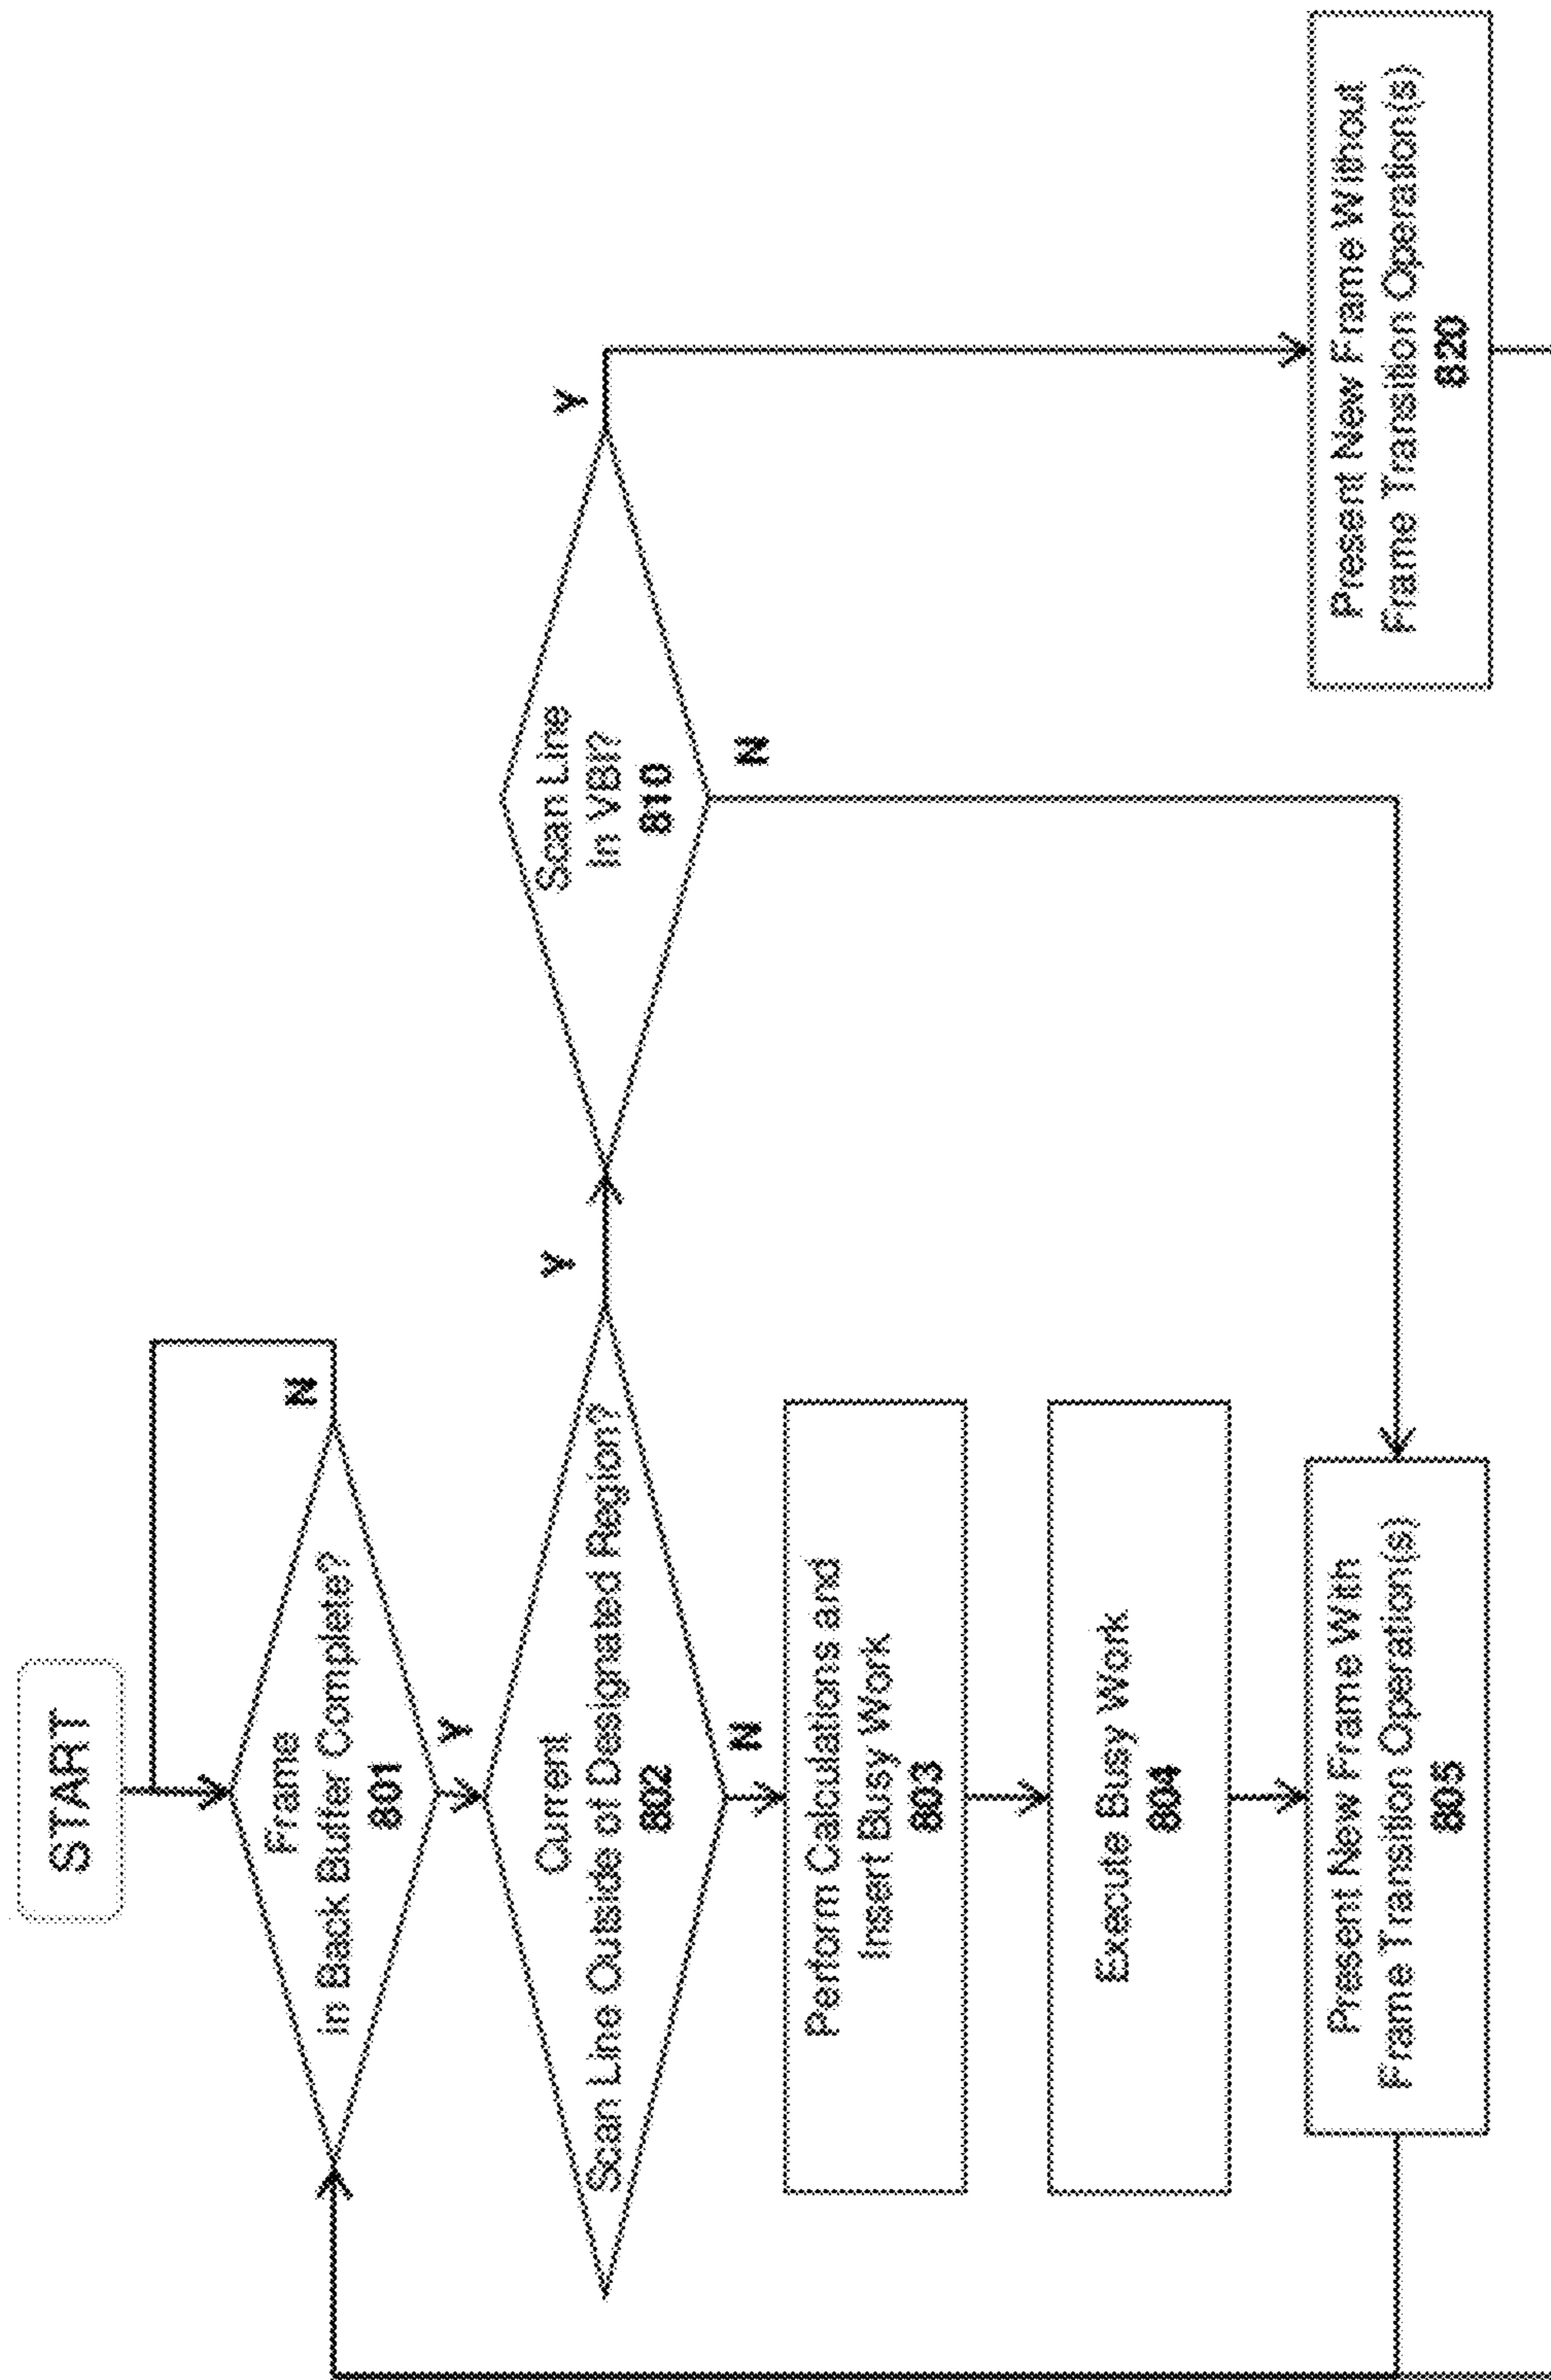 START
Frame
in Back Buffer Complete?
801
N
Y
Current
Scan Line Outside of Designated Region?
802
Y
N
Scan Line
In VBI?
810
Y
N
Perform Calculations and
Insert Busy Work
803
Execute Busy Work
804
Present New Frame With
Frame Transition Operation(s)
805
Present New Frame Without
Frame Transition Operation(s)
820